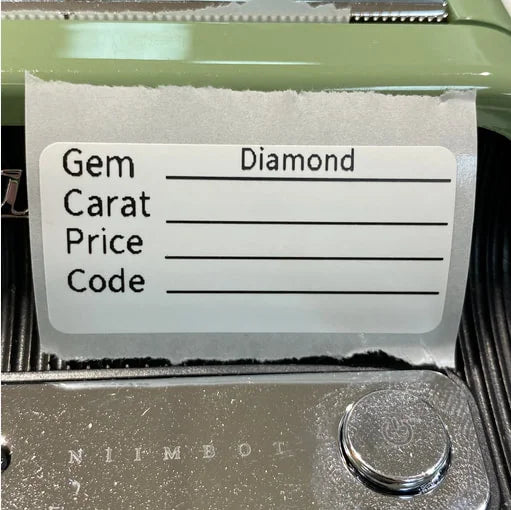 Gem Diamond
Carat
Price
Code
NIIMBOT